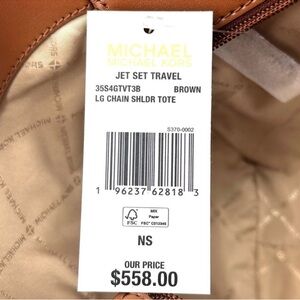 MICHAEL
MICHAEL KORS
JET SET TRAVEL
35S4GTVT3B BROWN
LG CHAIN SHLDR TOTE
S370-0002
1 96237 62818 3
FSC
MIX
Paper
NS
OUR PRICE
$558.00